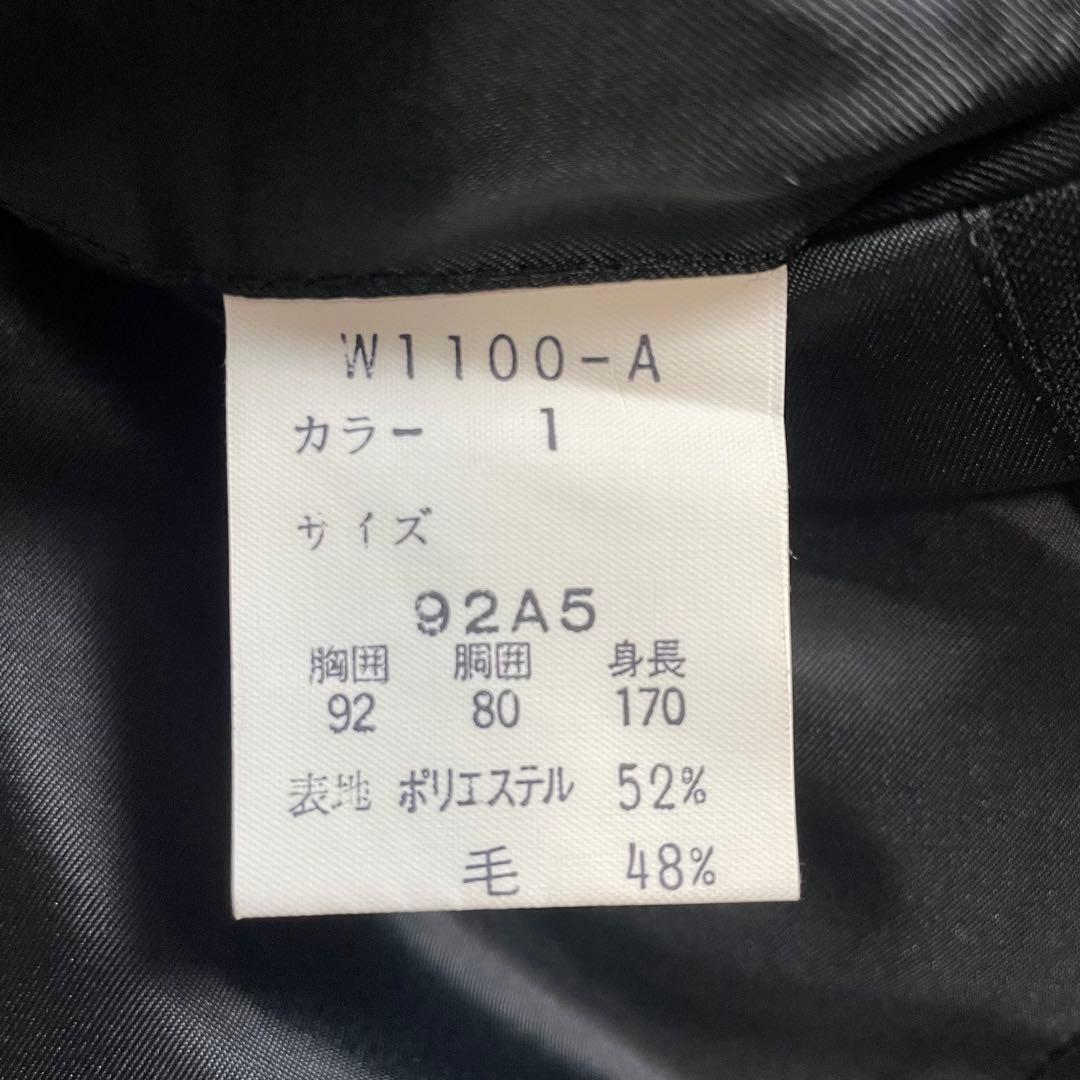 W1100-A
カラー 1
サイズ
92A5
胸囲 胴囲 身長
92 80 170
表地 ポリエステル 52%
毛 48%